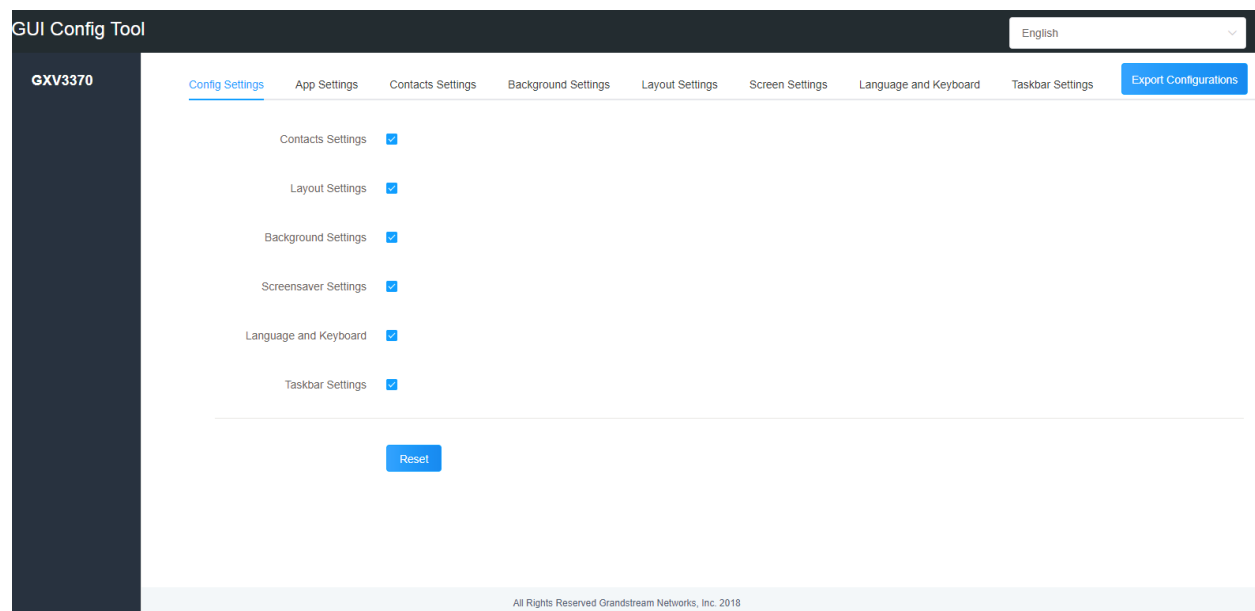 GUI Config Tool
English
GXV3370
Config Settings App Settings Contacts Settings Background Settings Layout Settings Screen Settings Language and Keyboard Taskbar Settings Export Configurations
Contacts Settings
Layout Settings
Background Settings
Screensaver Settings
Language and Keyboard
Taskbar Settings
Reset
All Rights Reserved Grandstream Networks, Inc. 2018